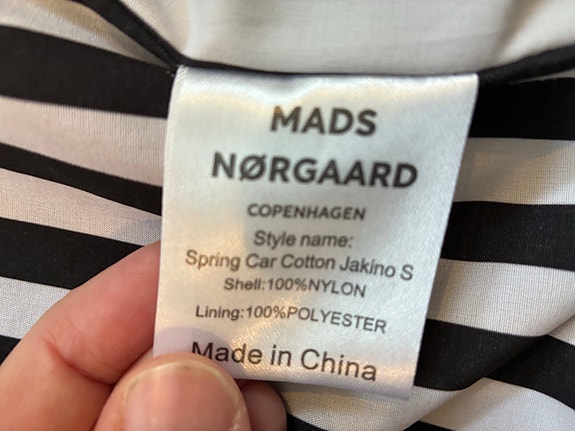 MADS
NØRGAARD
COPENHAGEN
Style name:
Spring Car Cotton Jakino S
Shell:100%NYLON
Lining:100%POLYESTER
Made in China